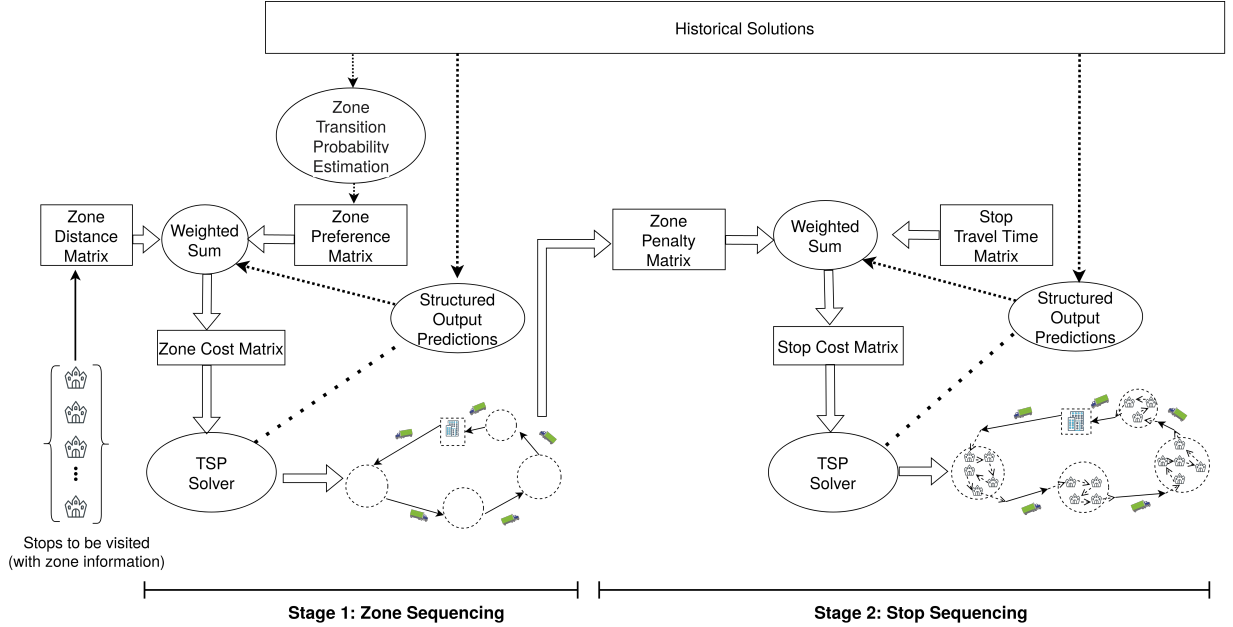 Historical Solutions
Zone
Transition
Probability
Estimation
Zone
Distance
Matrix
Weighted
Sum
Zone
Preference
Matrix
Structured
Output
Predictions
Zone Cost Matrix
TSP
Solver
Stops to be visited
(with zone information)
Zone
Penalty
Matrix
Weighted
Sum
Stop
Travel Time
Matrix
Structured
Output
Predictions
Stop Cost Matrix
TSP
Solver
Stage 1: Zone Sequencing
Stage 2: Stop Sequencing